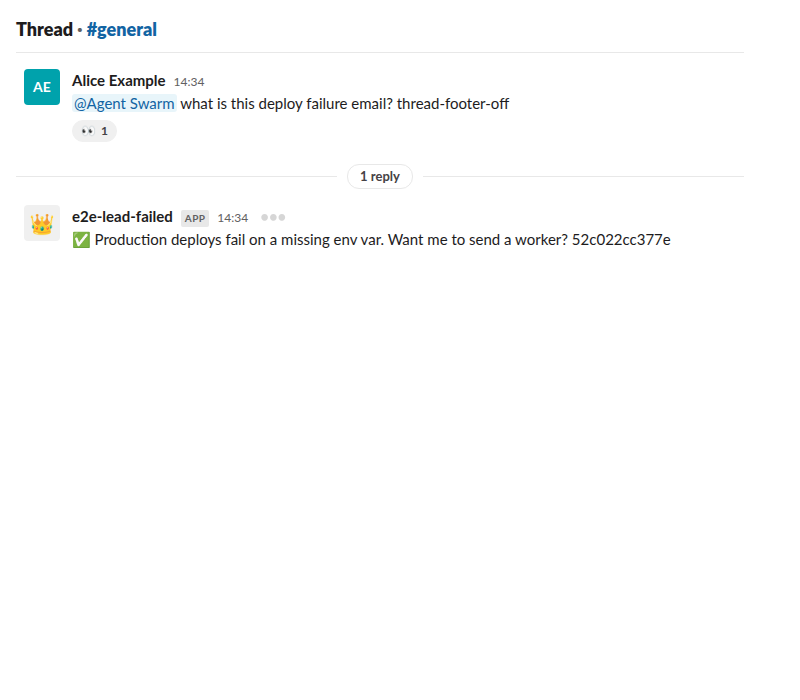 Thread • #general
AE
Alice Example 14:34
@Agent Swarm what is this deploy failure email? thread-footer-off
👀 1
1 reply
e2e-lead-failed APP 14:34
✅ Production deploys fail on a missing env var. Want me to send a worker? 52c022cc377e